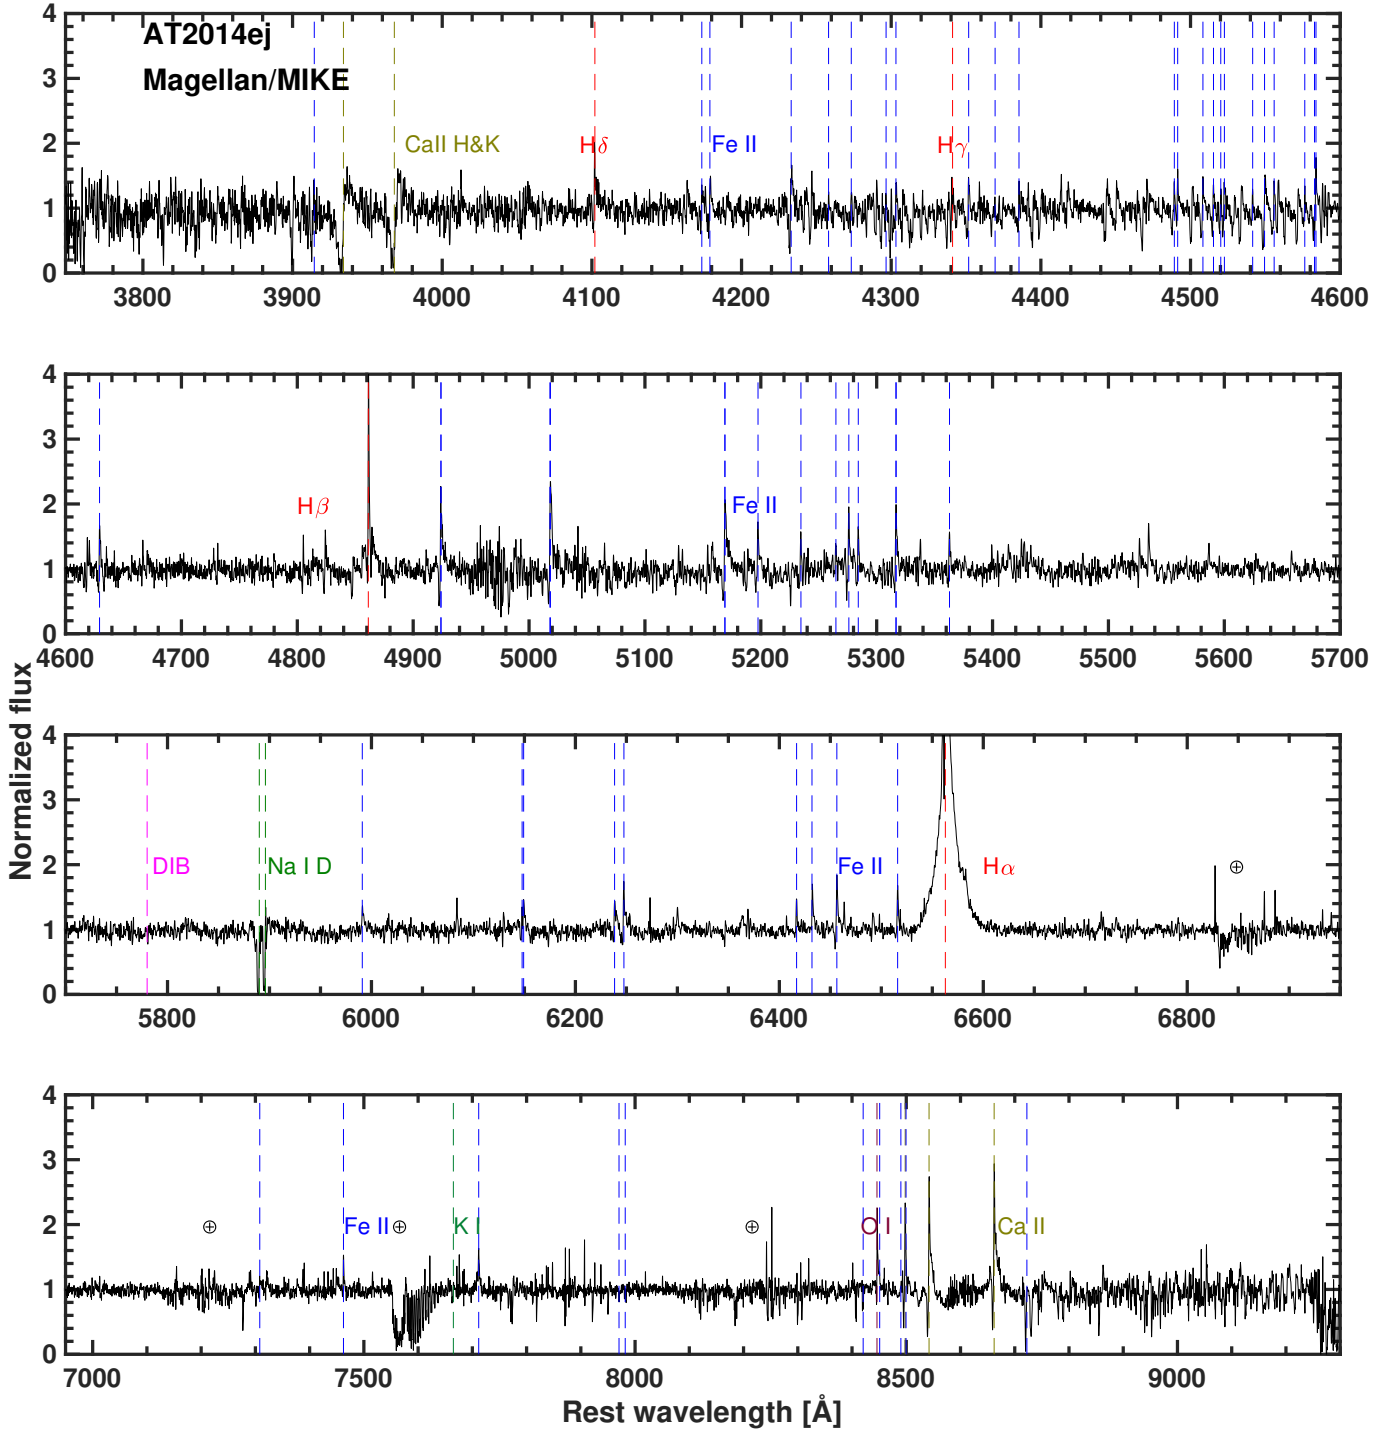 AT2014ej
Magellan/MIKE
CaII H&K
Hδ
Fe II
Hγ
4
3
2
1
0
3800 3900 4000 4100 4200 4300 4400 4500 4600
4
3
2
1
0
Hβ
Fe II
4600 4700 4800 4900 5000 5100 5200 5300 5400 5500 5600 5700
Normalized flux
4
3
2
1
0
DIB
Na I D
Fe II
Hα
⊕
5800 6000 6200 6400 6600 6800
4
3
2
1
0
⊕
Fe II
⊕
K I
⊕
O I
Ca II
7000 7500 8000 8500 9000
Rest wavelength [Å]